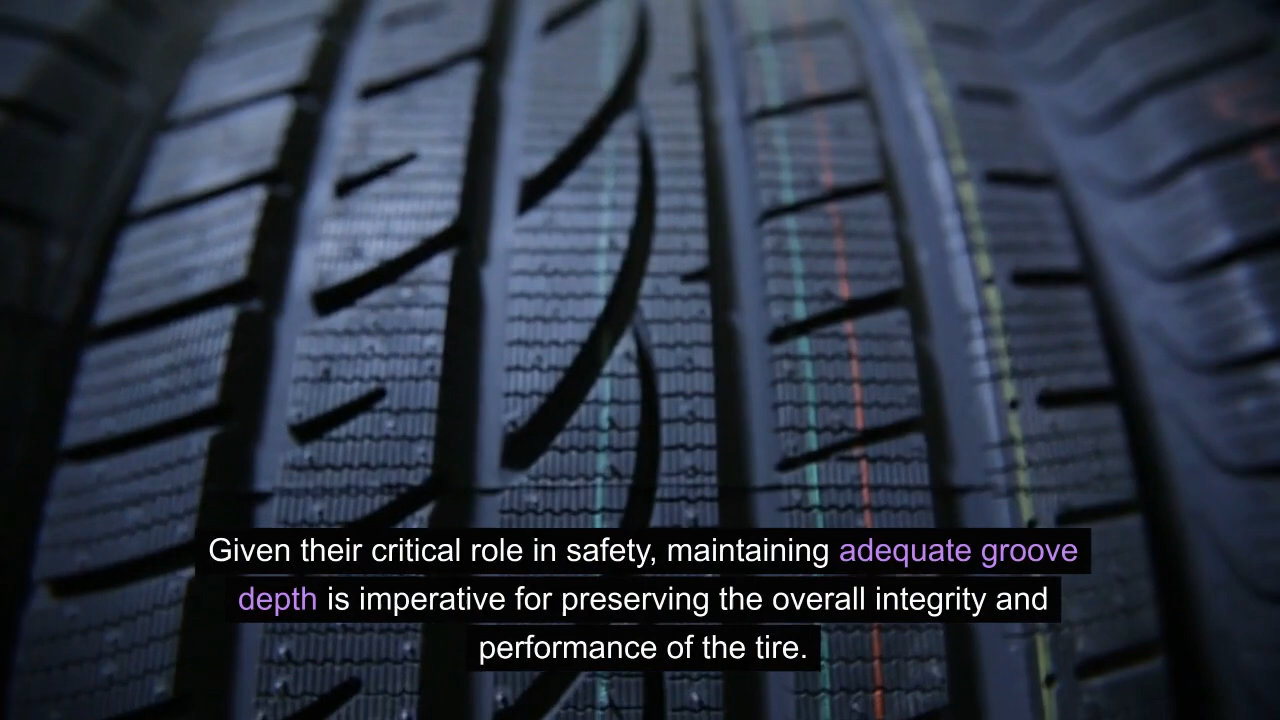 Given their critical role in safety, maintaining adequate groove
depth is imperative for preserving the overall integrity and
performance of the tire.